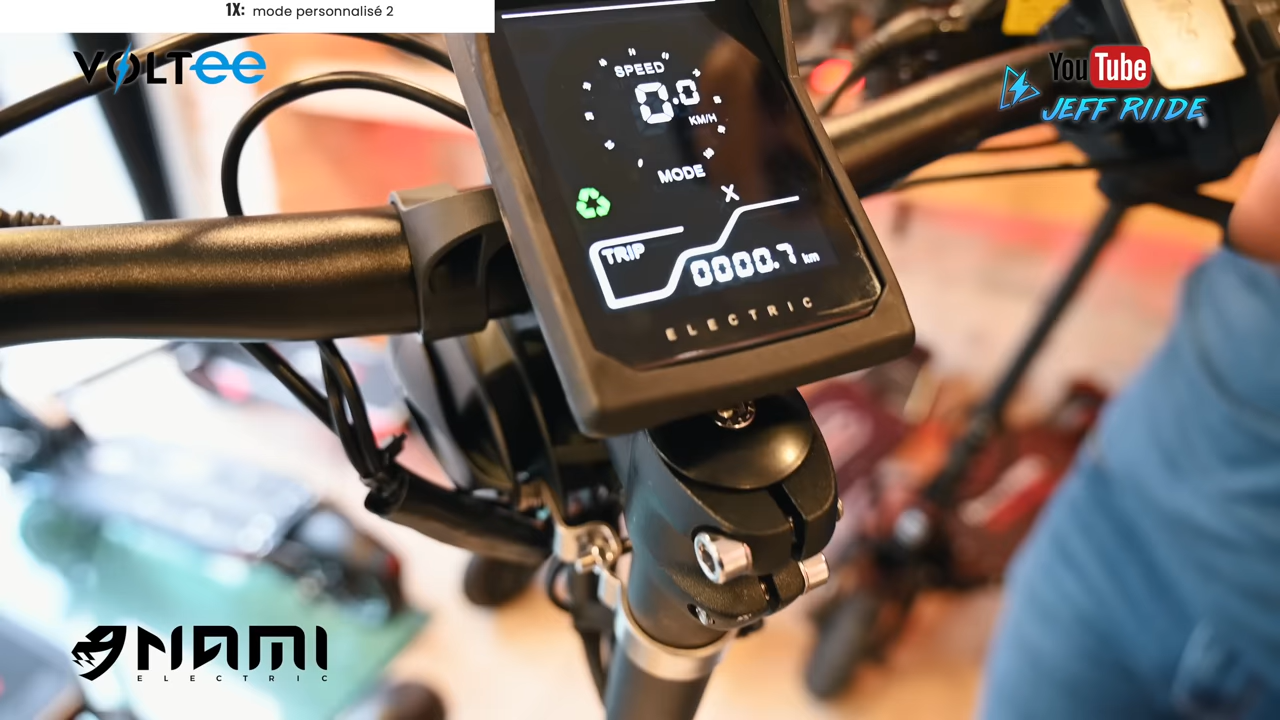 1X: mode personnalisé 2
VOLTEE
YouTube
JEFF RIIDE
SPEED
0.0
KM/H
MODE
X
TRIP
0000.7 km
ELECTRIC
NAMI
ELECTRIC